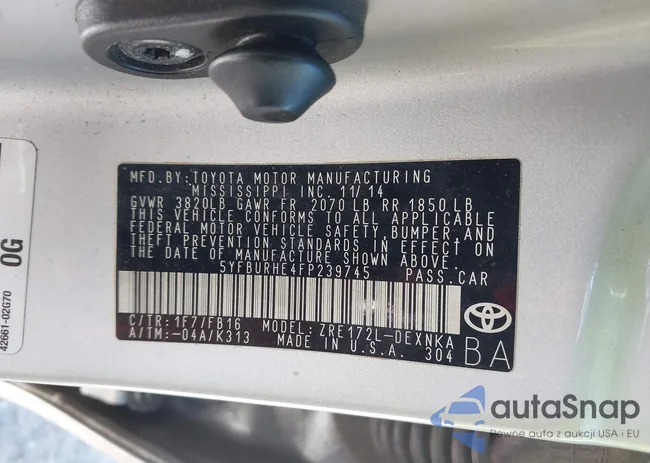 MFD.BY:TOYOTA MOTOR MANUFACTURING
MISSISSIPPI INC. 11/14
GVWR 3820LB GAWR FR 2070 LB RR 1850 LB
THIS VEHICLE CONFORMS TO ALL APPLICABLE
FEDERAL MOTOR VEHICLE SAFETY, BUMPER AND
THEFT PREVENTION STANDARDS IN EFFECT ON
THE DATE OF MANUFACTURE SHOWN ABOVE.
5YFBURHE4FP239745 PASS.CAR
C/TR: 1F7/FB16 MODEL: ZRE172L-DEXNKA
A/TM:-04A/K313 MADE IN U.S.A. 304
BA
0G
42661-02G70
autoSnap
Pewne auta z aukcji USA i EU